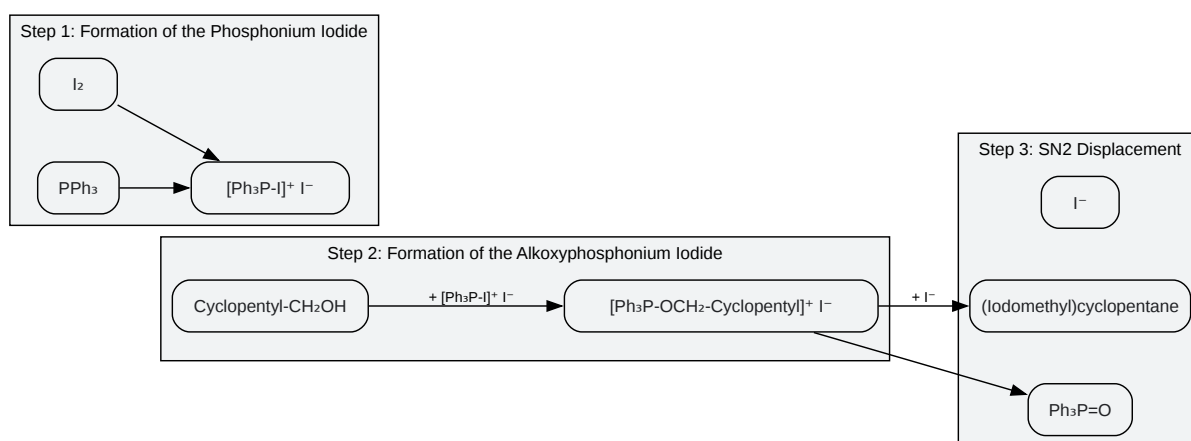 Step 1: Formation of the Phosphonium Iodide
I₂
PPh₃
[Ph₃P-I]⁺ I⁻
Step 2: Formation of the Alkoxyphosphonium Iodide
Cyclopentyl-CH₂OH
+ [Ph₃P-I]⁺ I⁻
[Ph₃P-OCH₂-Cyclopentyl]⁺ I⁻
+ I⁻
Step 3: SN2 Displacement
I⁻
(Iodomethyl)cyclopentane
Ph₃P=O